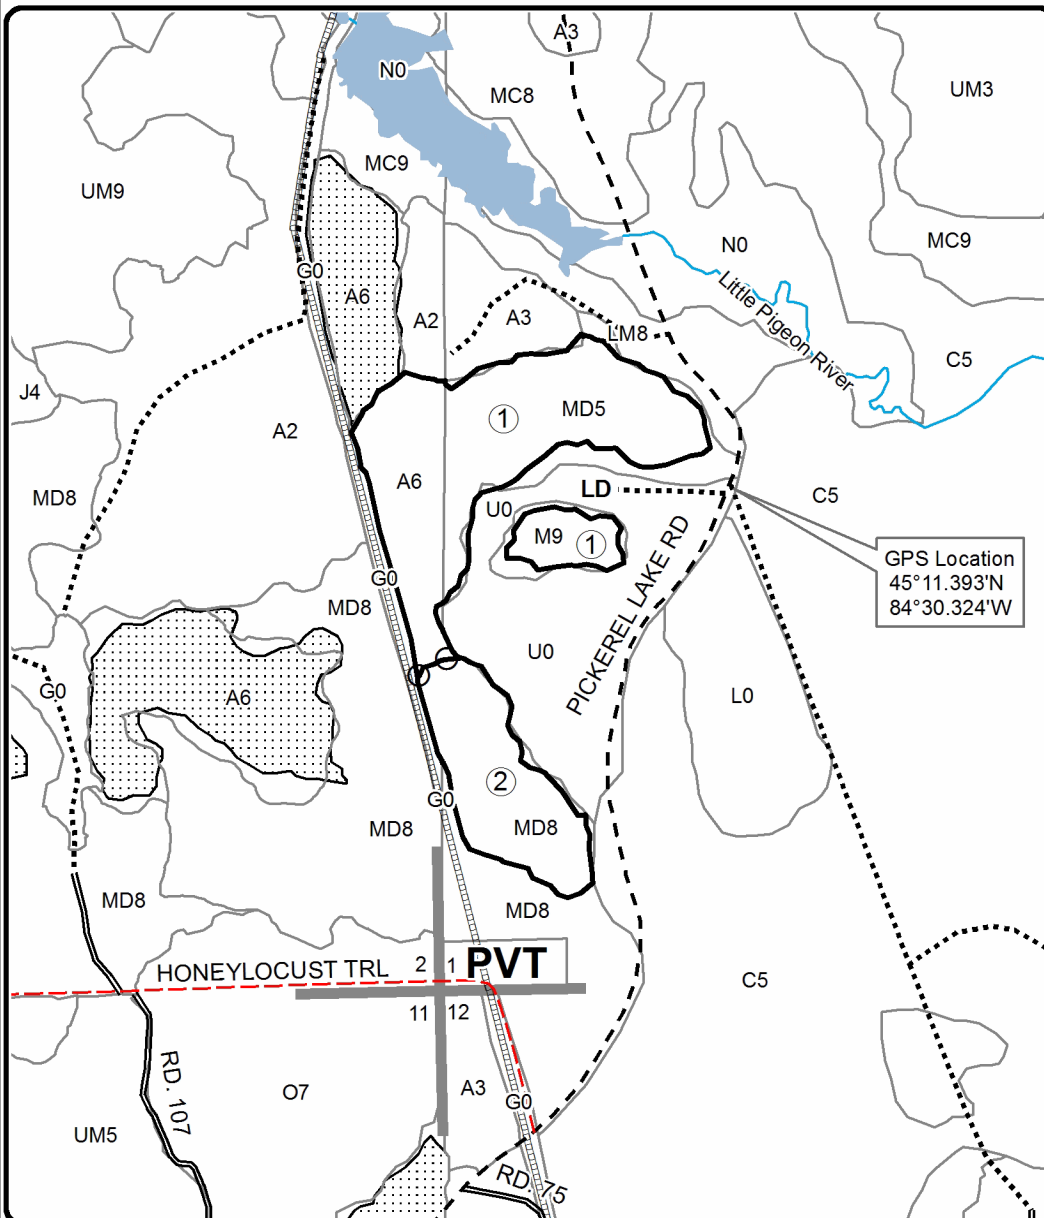 A3
N0
UM3
MC8
MC9
UM9
N0
MC9
G0
Little Pigeon River
A6
A2
A3
LM8
C5
J4
1
MD5
A2
A6
MD8
LD
C5
U0
M9
1
PICKEREL LAKE RD
GPS Location
45°11.393'N
84°30.324'W
G0
MD8
U0
G0
A6
L0
2
G0
MD8
MD8
MD8
MD8
HONEYLOCUST TRL
2
1
PVT
C5
11
12
RD. 107
O7
A3
G0
UM5
RD. 75